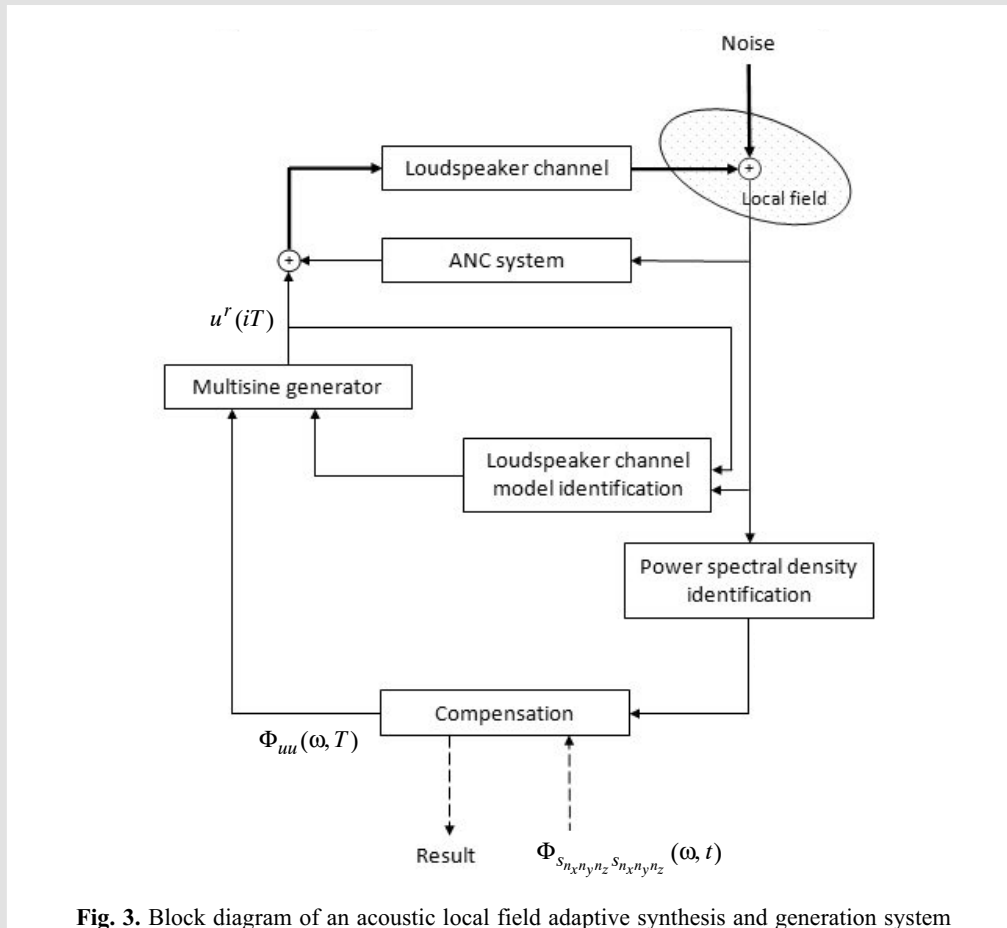 Noise
Loudspeaker channel
+
Local field
+
ANC system
u^r(iT)
Multisine generator
Loudspeaker channel
model identification
Power spectral density
identification
Compensation
Φ_{uu}(ω, T)
Result
Φ_{s_{n_x n_y n_z} s_{n_x n_y n_z}}(ω, t)
Fig. 3. Block diagram of an acoustic local field adaptive synthesis and generation system